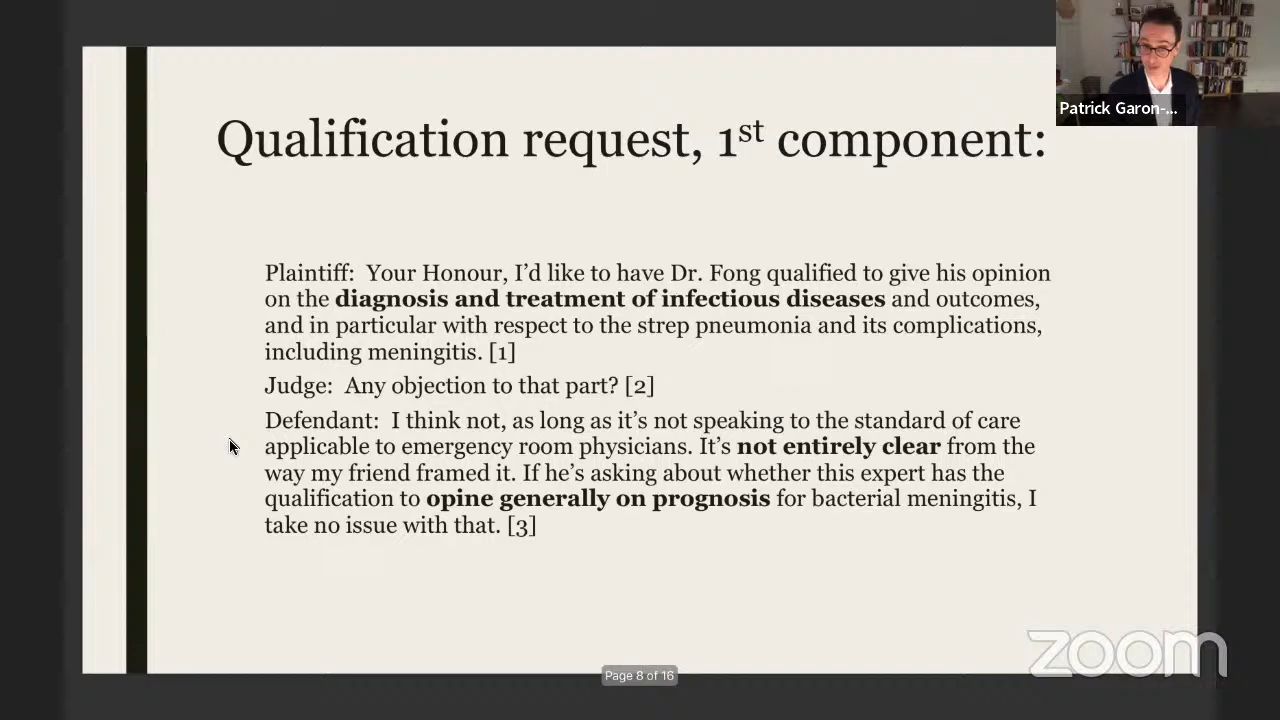 Patrick Garon-...
Qualification request, 1st component:
Plaintiff:  Your Honour, I’d like to have Dr. Fong qualified to give his opinion
on the diagnosis and treatment of infectious diseases and outcomes,
and in particular with respect to the strep pneumonia and its complications,
including meningitis. [1]
Judge:  Any objection to that part? [2]
Defendant:  I think not, as long as it’s not speaking to the standard of care
applicable to emergency room physicians. It’s not entirely clear from the
way my friend framed it. If he’s asking about whether this expert has the
qualification to opine generally on prognosis for bacterial meningitis, I
take no issue with that. [3]
zoom
Page 8 of 16